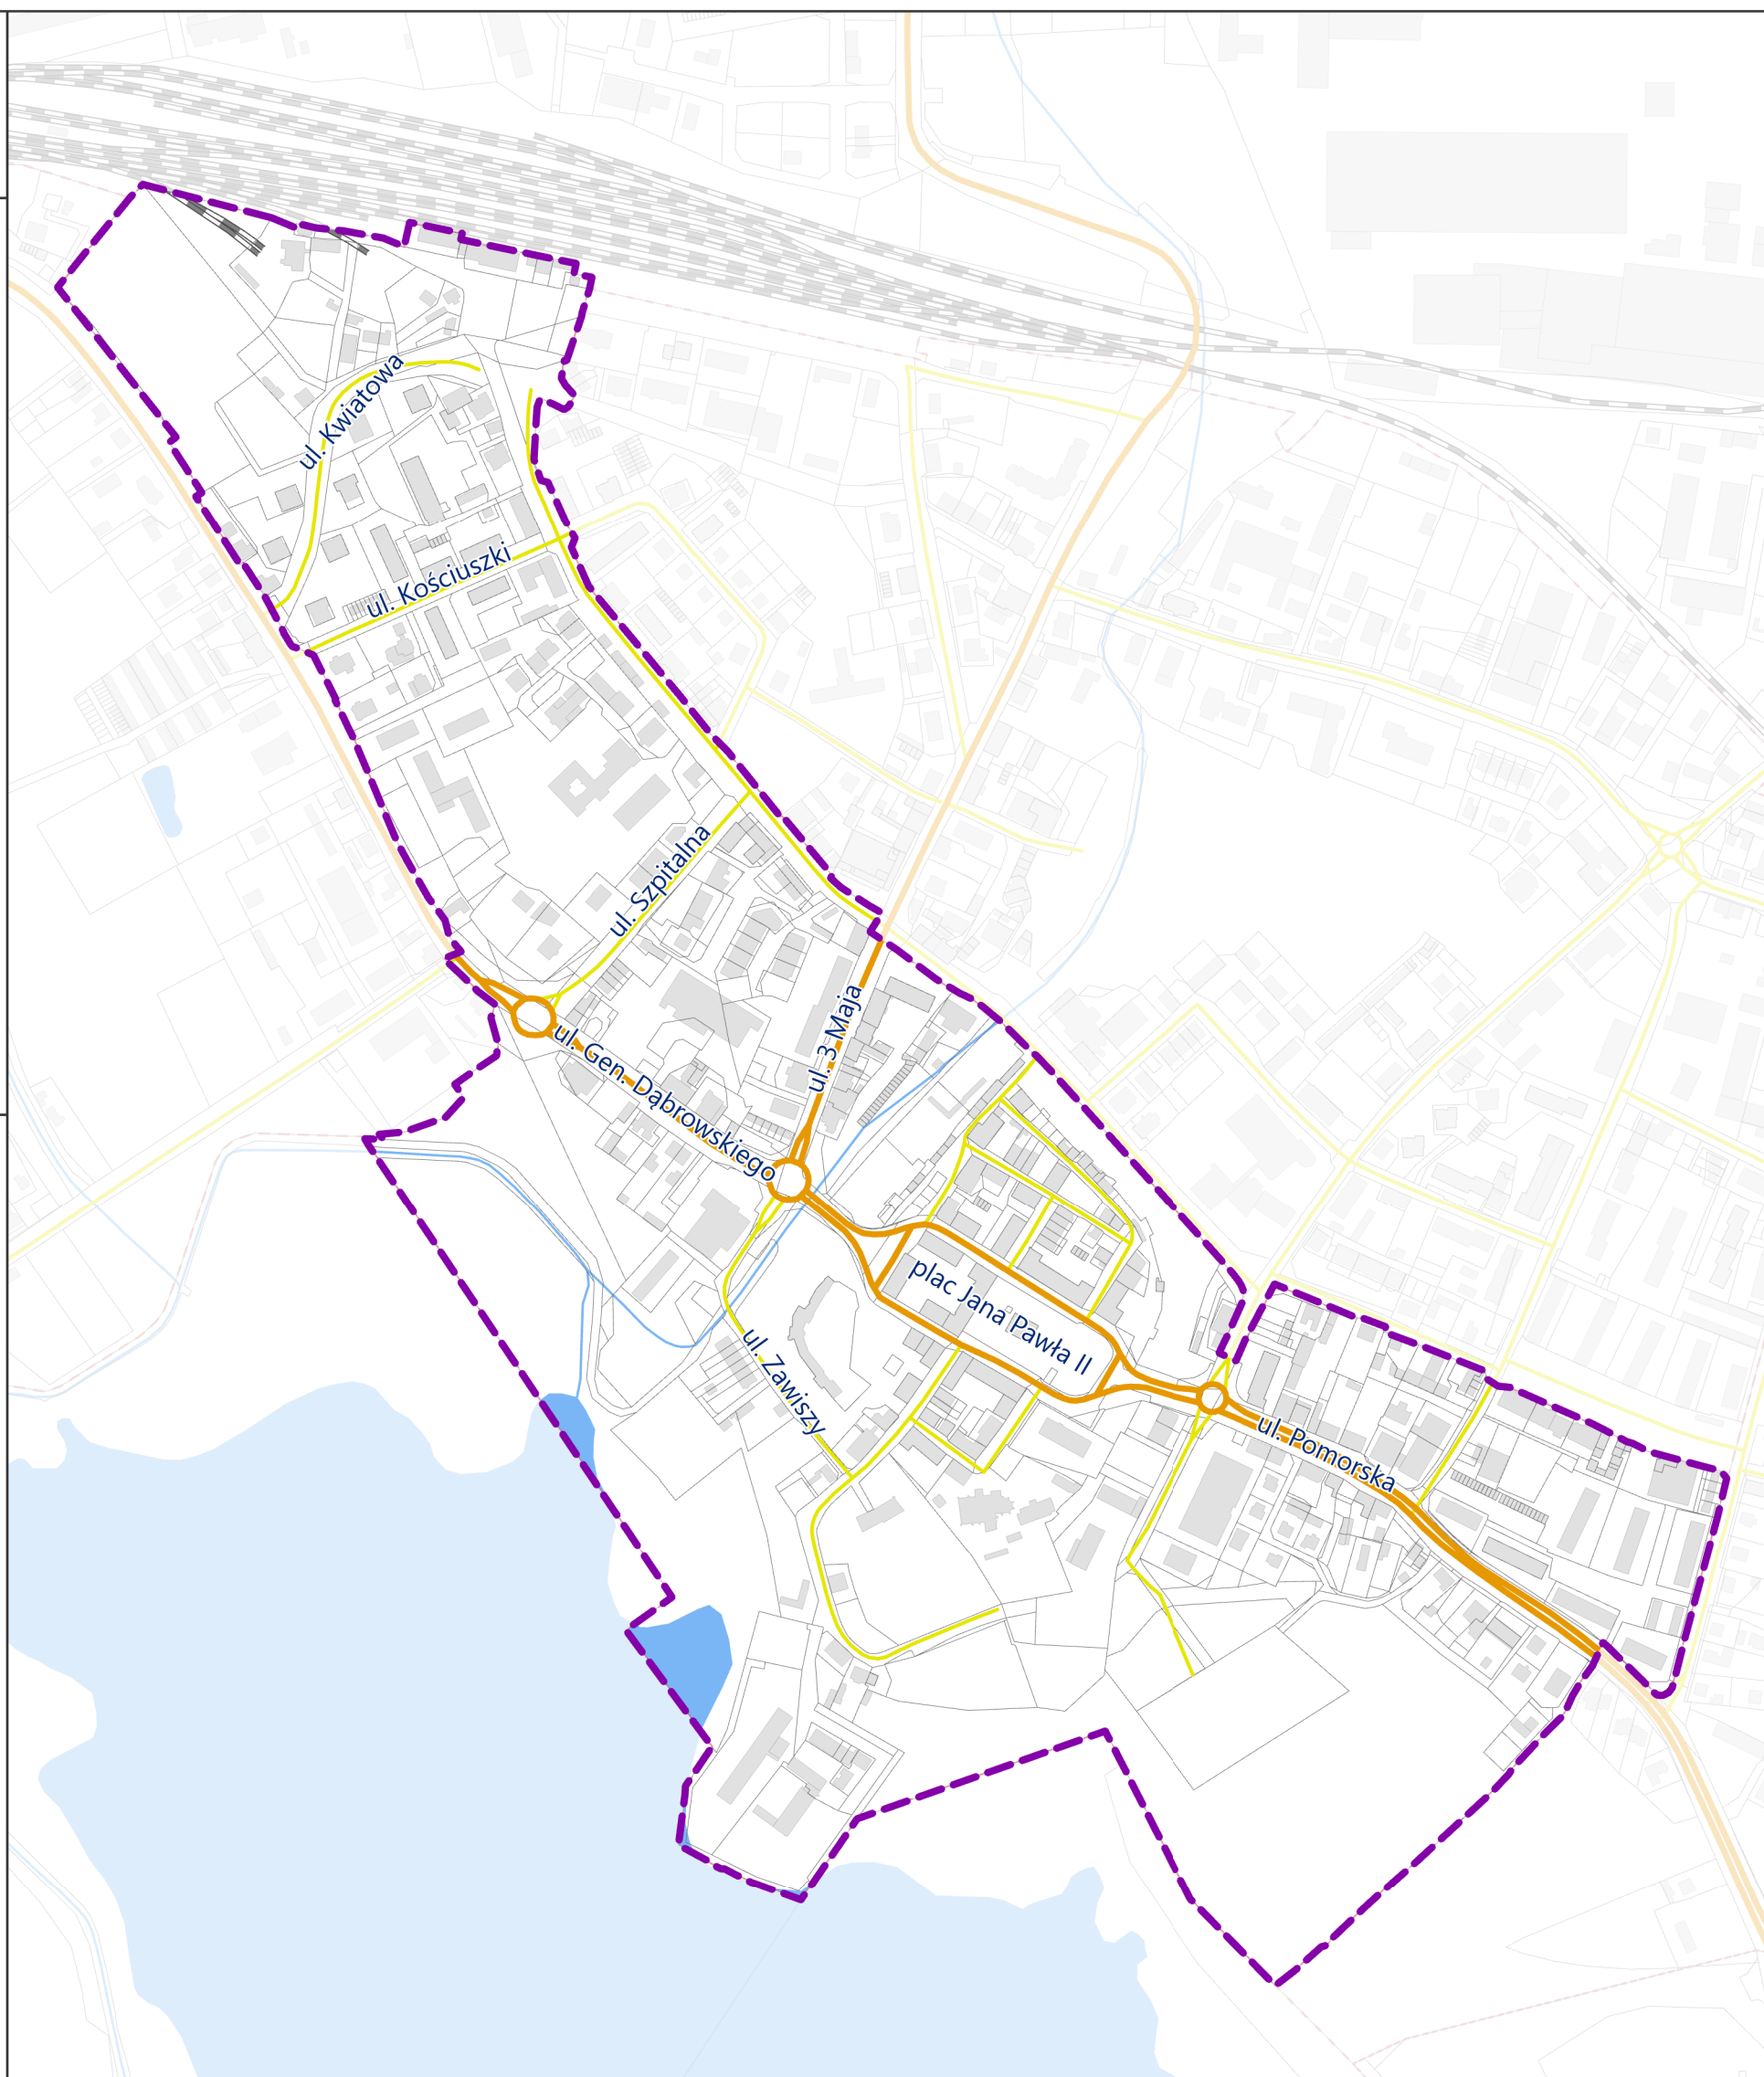 ul. Kwiatowa
ul. Kościuszki
ul. Szpitalna
ul. 3 Maja
ul. Gen. Dąbrowskiego
plac Jana Pawła II
ul. Zawiszy
ul. Pomorska